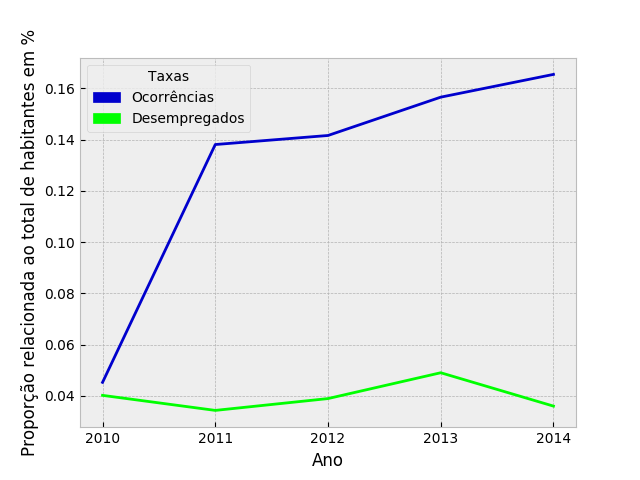 Proporção relacionada ao total de habitantes em %
Taxas
Ocorrências
Desempregados
0.16
0.14
0.12
0.10
0.08
0.06
0.04
2010 2011 2012 2013 2014
Ano